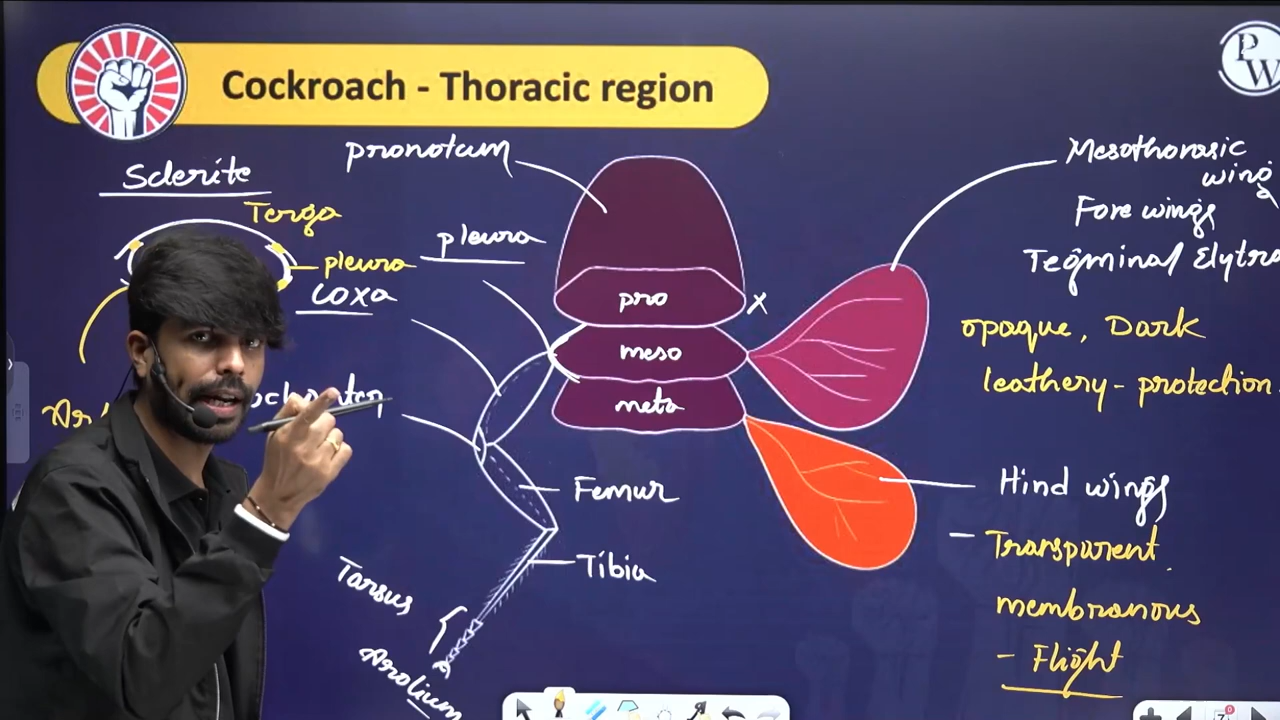 Cockroach - Thoracic region
PW
Sclerite
Terga
pleura
pronotum
pleura
coxa
Femur
Tibia
Tarsus
Arolium
pro
meso
meta
x
Mesothorasic
wing
Fore wings
Tegminal Elytra
opaque, Dark
leathery - protection
Hind wings
- Transparent.
membranous
- Flight